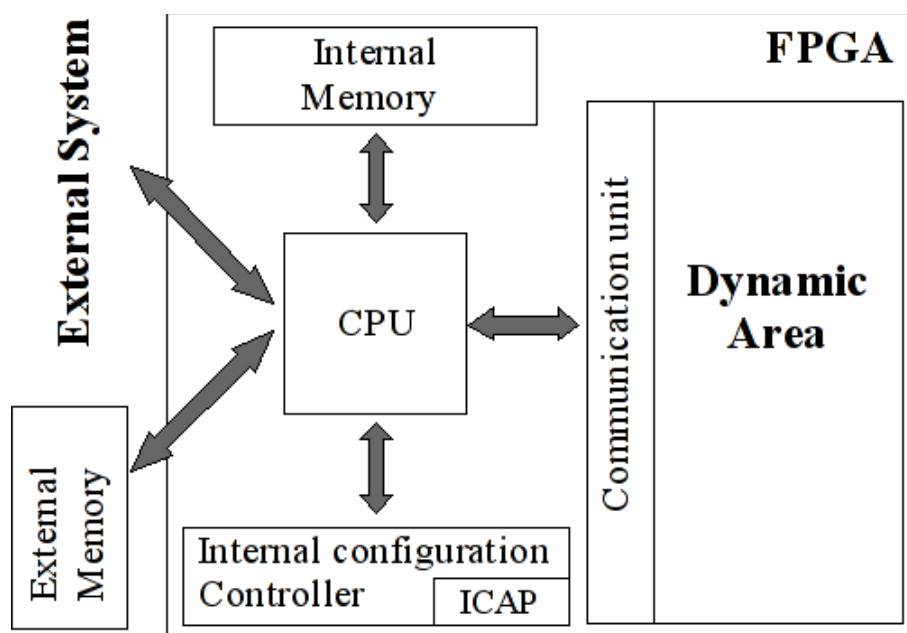 External System
Internal
Memory
FPGA
CPU
Communication unit
Dynamic
Area
External
Memory
Internal configuration
Controller
ICAP